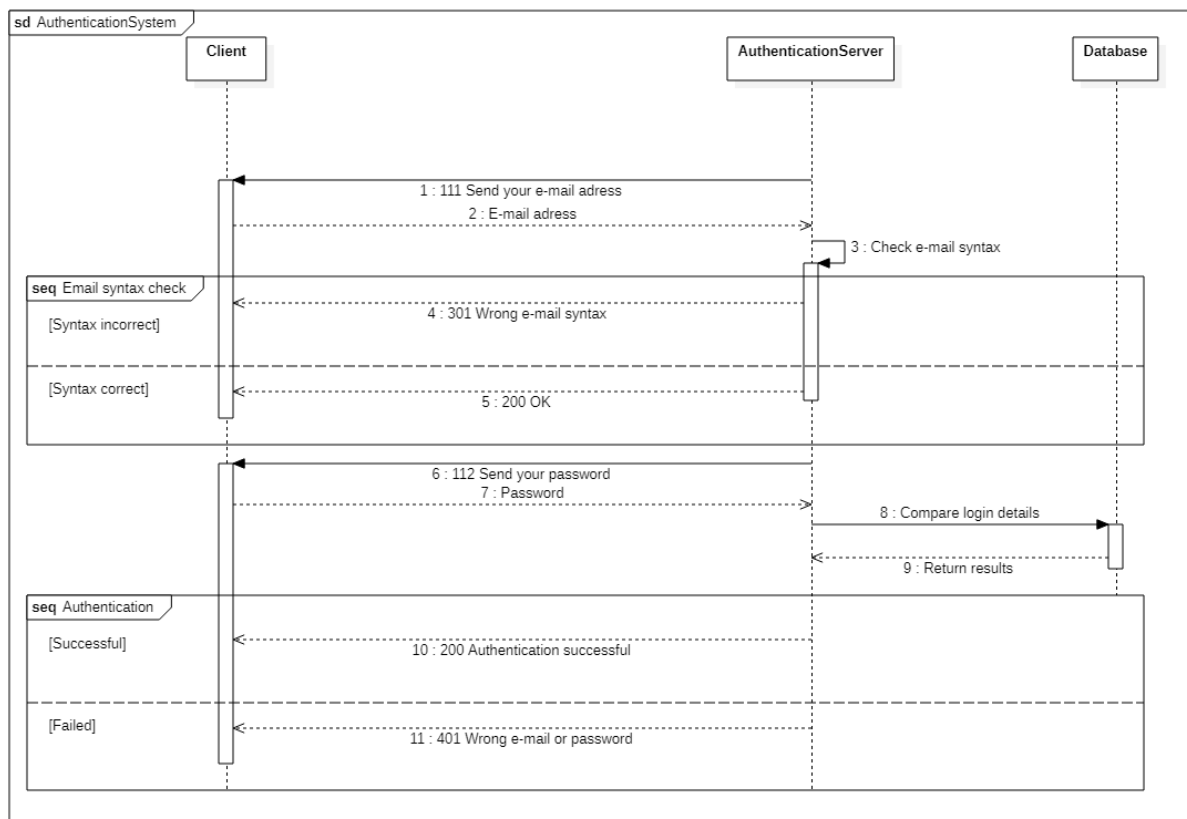 sd AuthenticationSystem
Client
AuthenticationServer
Database
1 : 111 Send your e-mail adress
2 : E-mail adress
3 : Check e-mail syntax
seq Email syntax check
4 : 301 Wrong e-mail syntax
[Syntax incorrect]
[Syntax correct]
5 : 200 OK
6 : 112 Send your password
7 : Password
8 : Compare login details
9 : Return results
seq Authentication
[Successful]
10 : 200 Authentication successful
[Failed]
11 : 401 Wrong e-mail or password